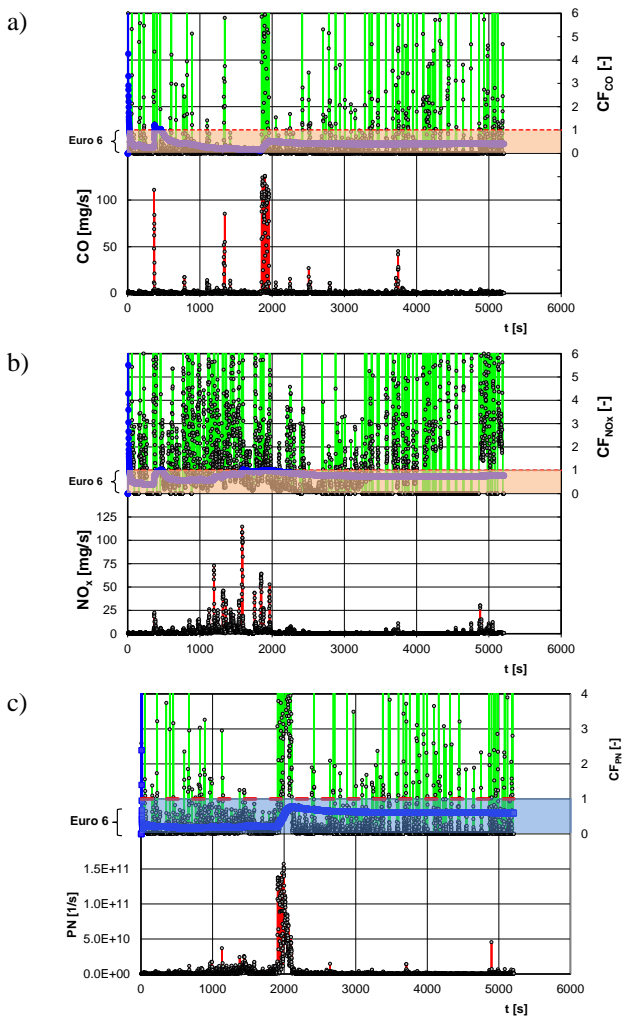 a)
6
5
4
3
2
1
0
CF_CO [-]
Euro 6
100
50
0
CO [mg/s]
0 1000 2000 3000 4000 5000 6000
t [s]
b)
6
5
4
3
2
1
0
CF_NOx [-]
Euro 6
125
100
75
50
25
0
NO_x [mg/s]
0 1000 2000 3000 4000 5000 6000
t [s]
c)
4
3
2
1
0
CF_PN [-]
Euro 6
1.5E+11
1.0E+11
5.0E+10
0.0E+00
PN [1/s]
0 1000 2000 3000 4000 5000 6000
t [s]